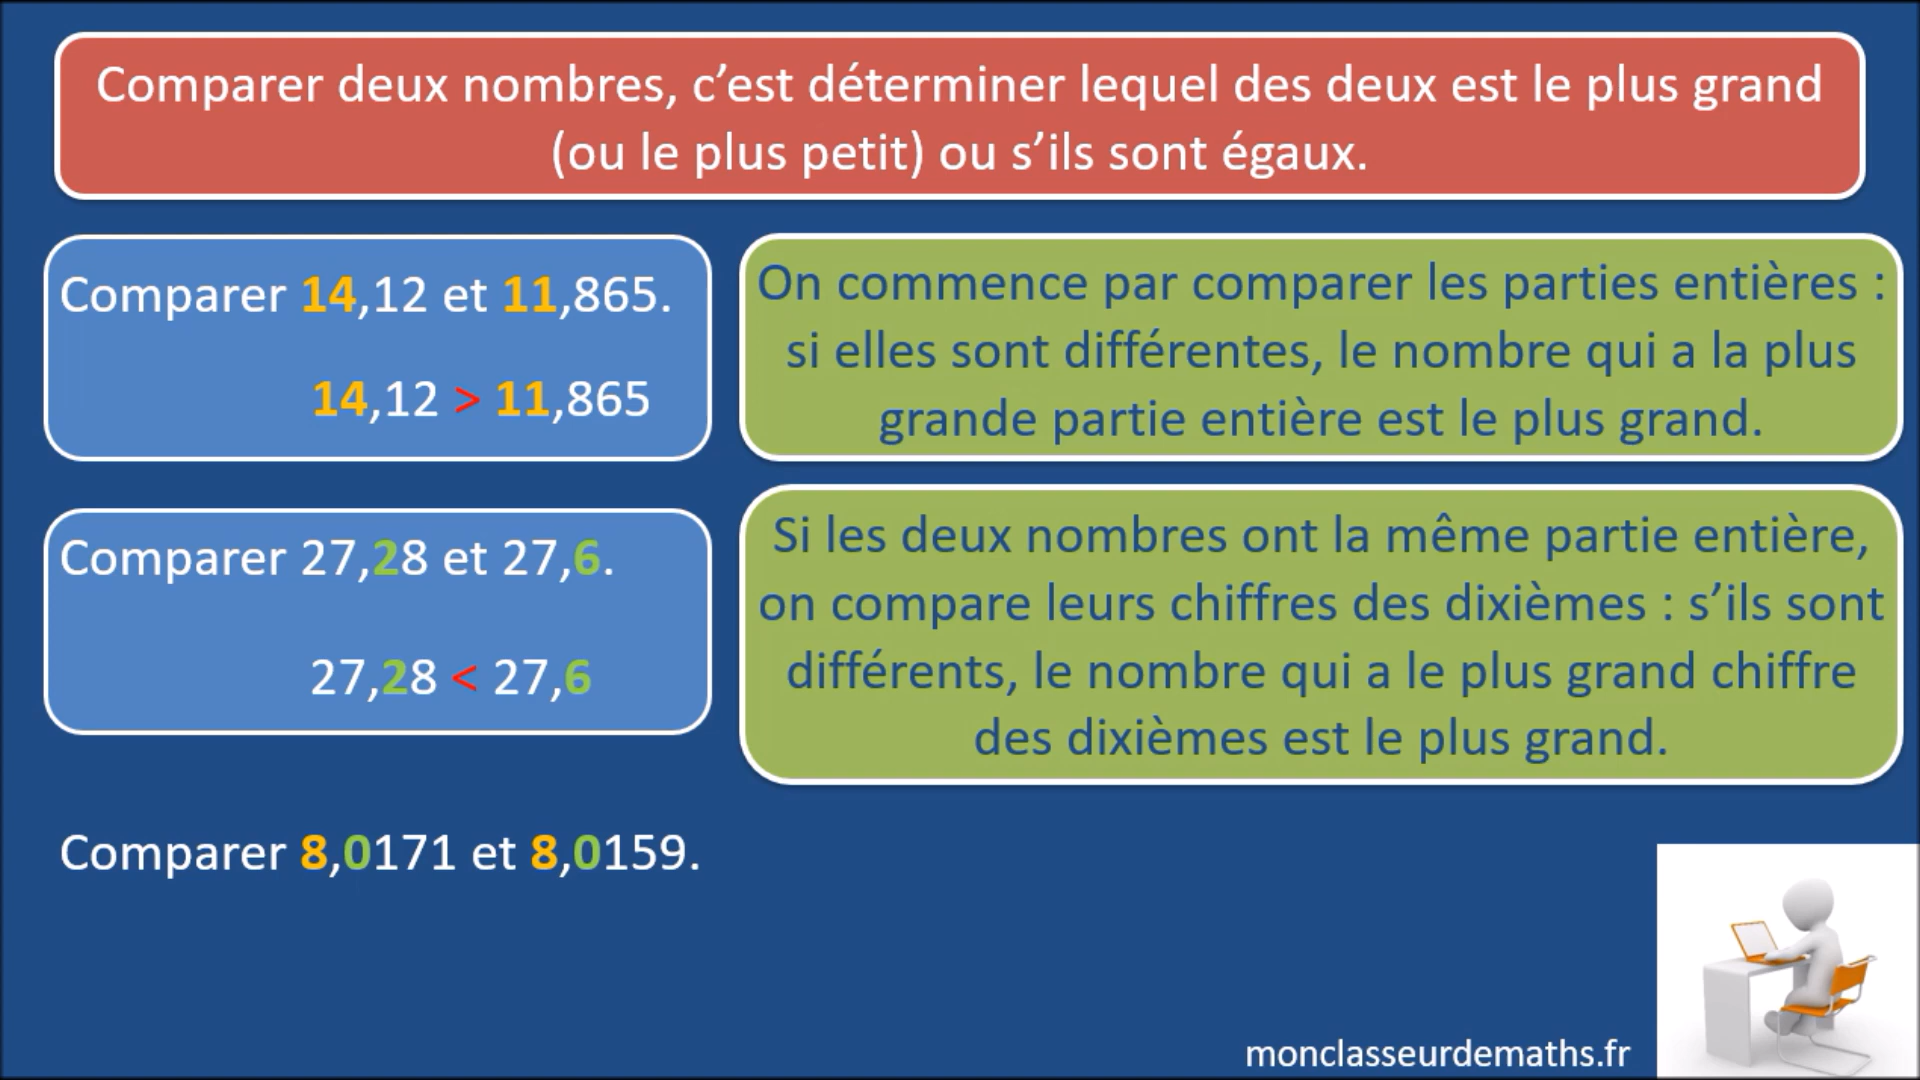 Comparer deux nombres, c’est déterminer lequel des deux est le plus grand
(ou le plus petit) ou s’ils sont égaux.
Comparer 14,12 et 11,865.
14,12 > 11,865
On commence par comparer les parties entières :
si elles sont différentes, le nombre qui a la plus
grande partie entière est le plus grand.
Comparer 27,28 et 27,6.
27,28 < 27,6
Si les deux nombres ont la même partie entière,
on compare leurs chiffres des dixièmes : s’ils sont
différents, le nombre qui a le plus grand chiffre
des dixièmes est le plus grand.
Comparer 8,0171 et 8,0159.
monclasseurdemaths.fr